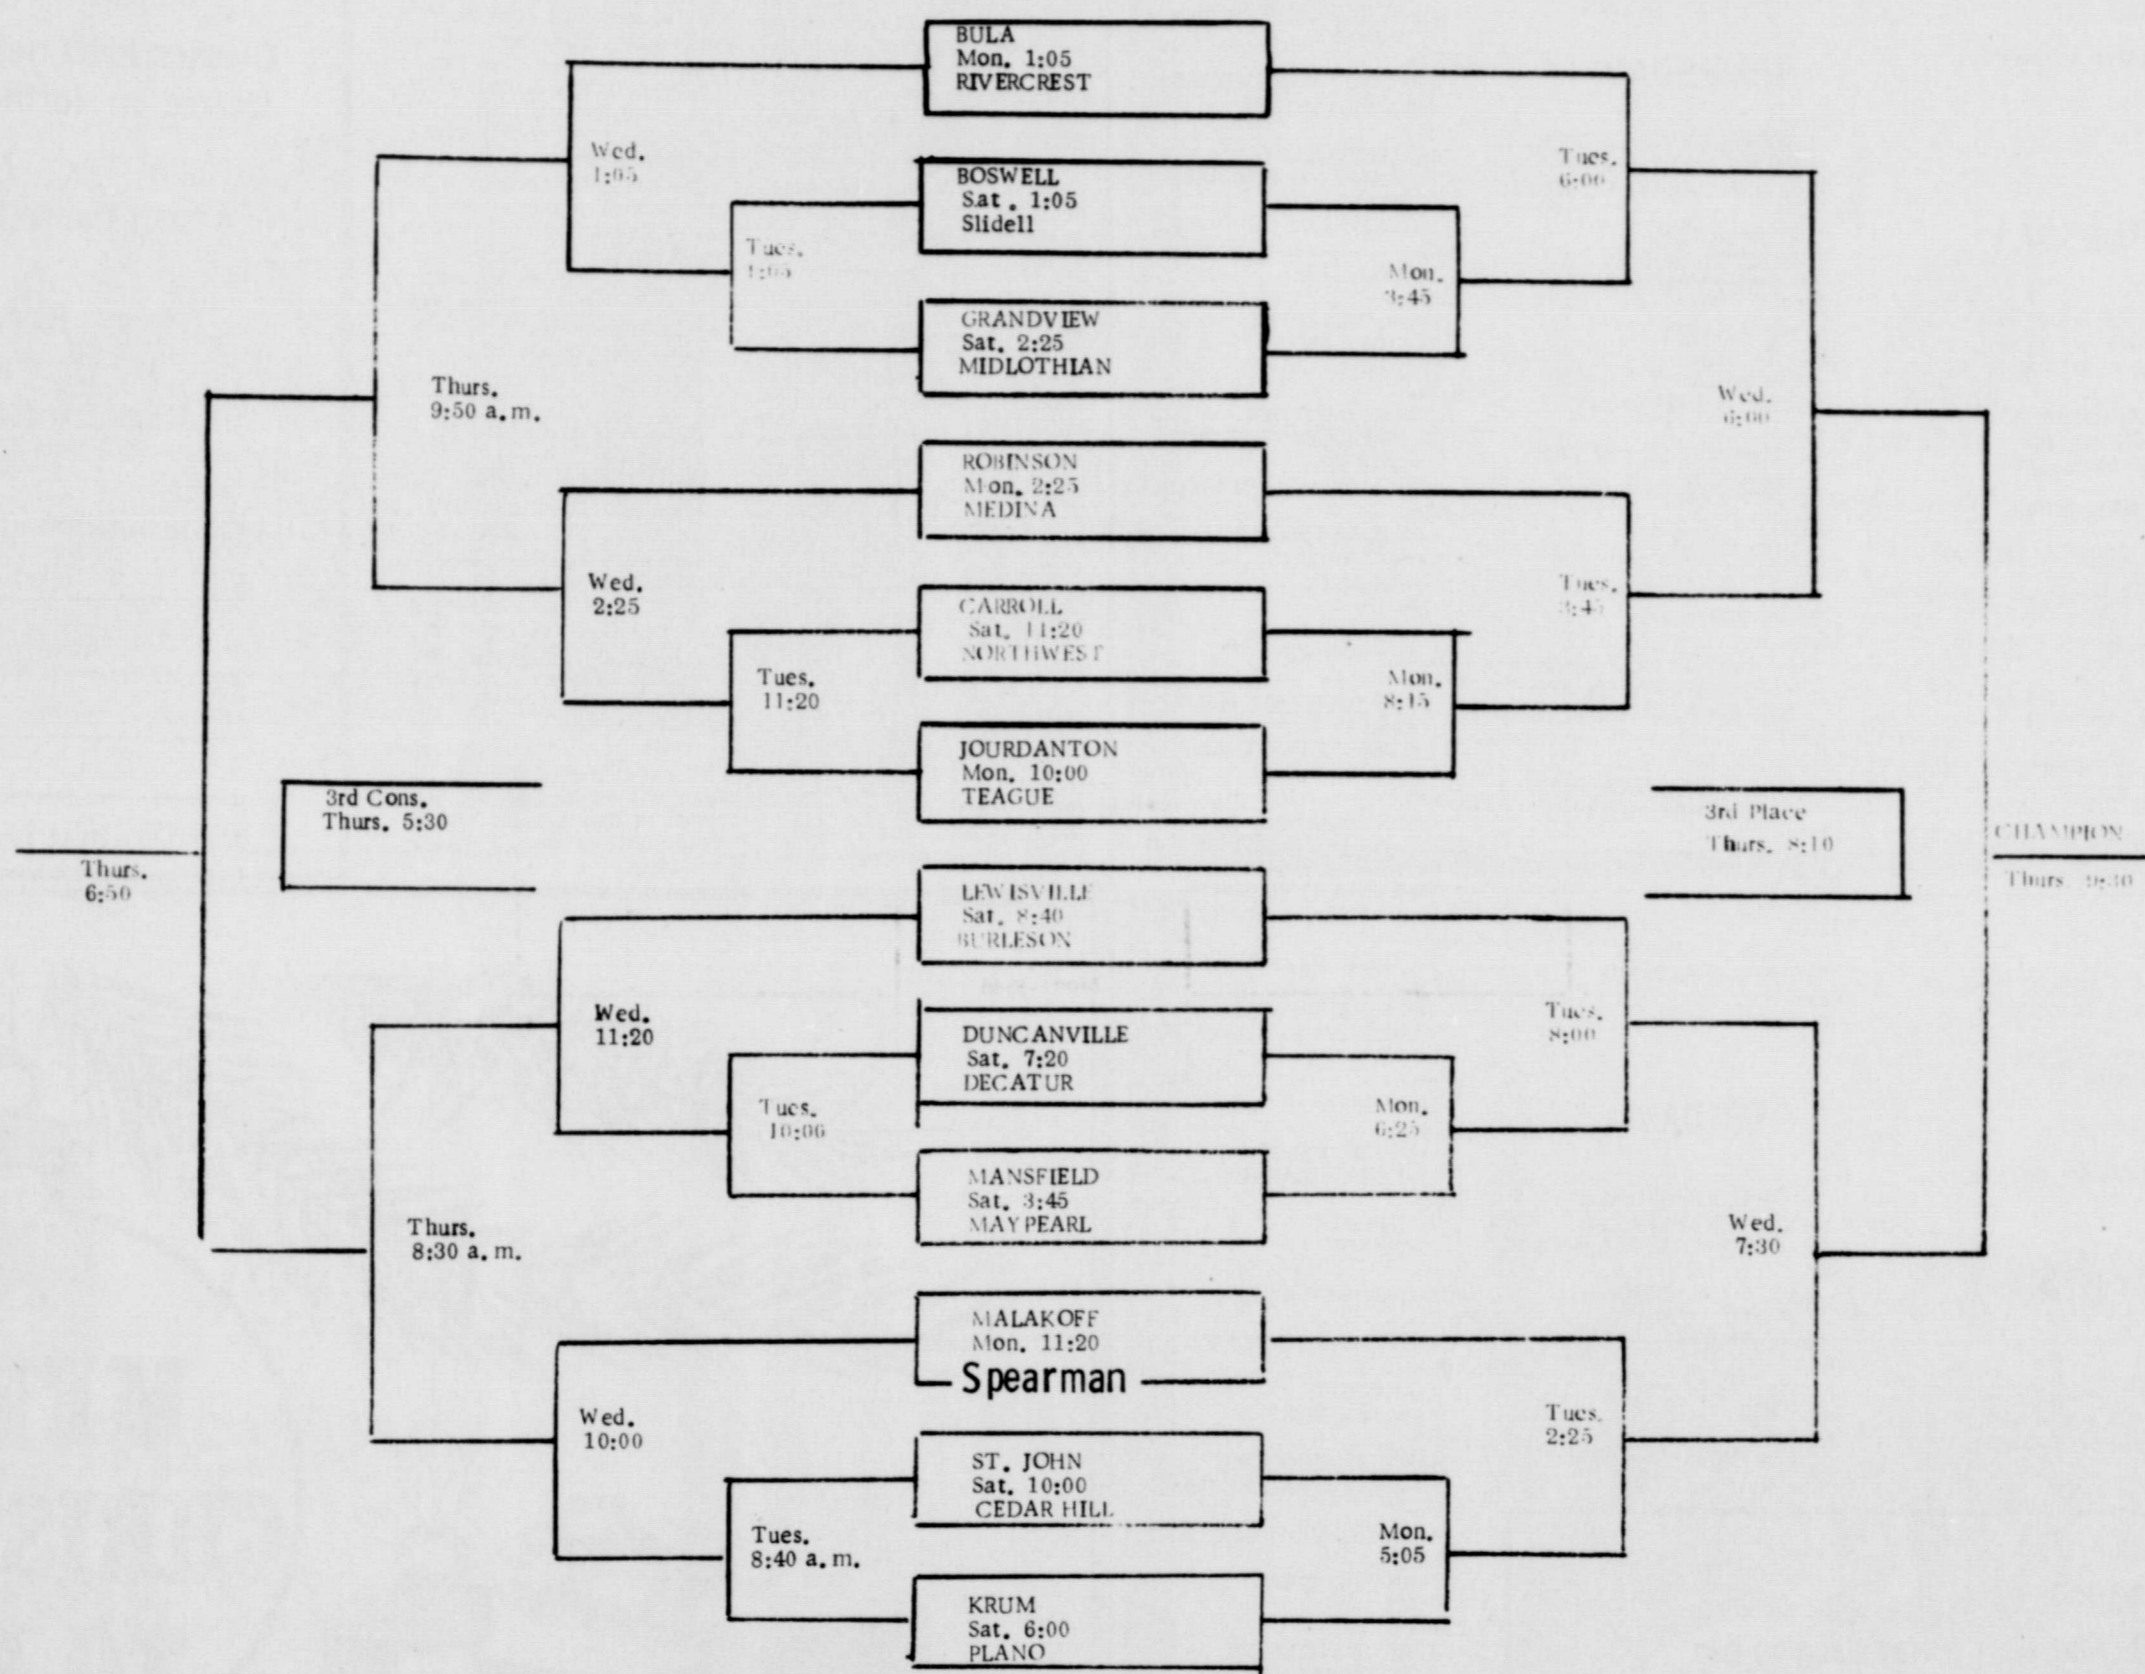 BULA
Mon. 1:05
RIVERCREST
Wed.
1:05
Tues.
6:00
BOSWELL
Sat. 1:05
Slidell
Tues.
1:05
Mon.
3:45
GRANDVIEW
Sat. 2:25
MIDLOTHIAN
Thurs.
9:50 a.m.
Wed.
6:00
ROBINSON
Mon. 2:25
MEDINA
Wed.
2:25
Tues.
3:45
CARROLL
Sat. 11:20
NORTHWEST
Tues.
11:20
Mon.
8:15
JOURDANTON
Mon. 10:00
TEAGUE
3rd Cons.
Thurs. 5:30
3rd Place
Thurs. 8:10
Thurs.
6:50
CHAMPION
Thurs. 9:30
LEWISVILLE
Sat. 8:40
BURLESON
Wed.
11:20
Tues.
8:00
DUNCANVILLE
Sat. 7:20
DECATUR
Tues.
10:00
Mon.
6:25
MANSFIELD
Sat. 3:45
MAYPEARL
Thurs.
8:30 a.m.
Wed.
7:30
MALAKOFF
Mon. 11:20
Spearman
Wed.
10:00
Tues.
2:25
ST. JOHN
Sat. 10:00
CEDAR HILL
Tues.
8:40 a.m.
Mon.
5:05
KRUM
Sat. 6:00
PLANO